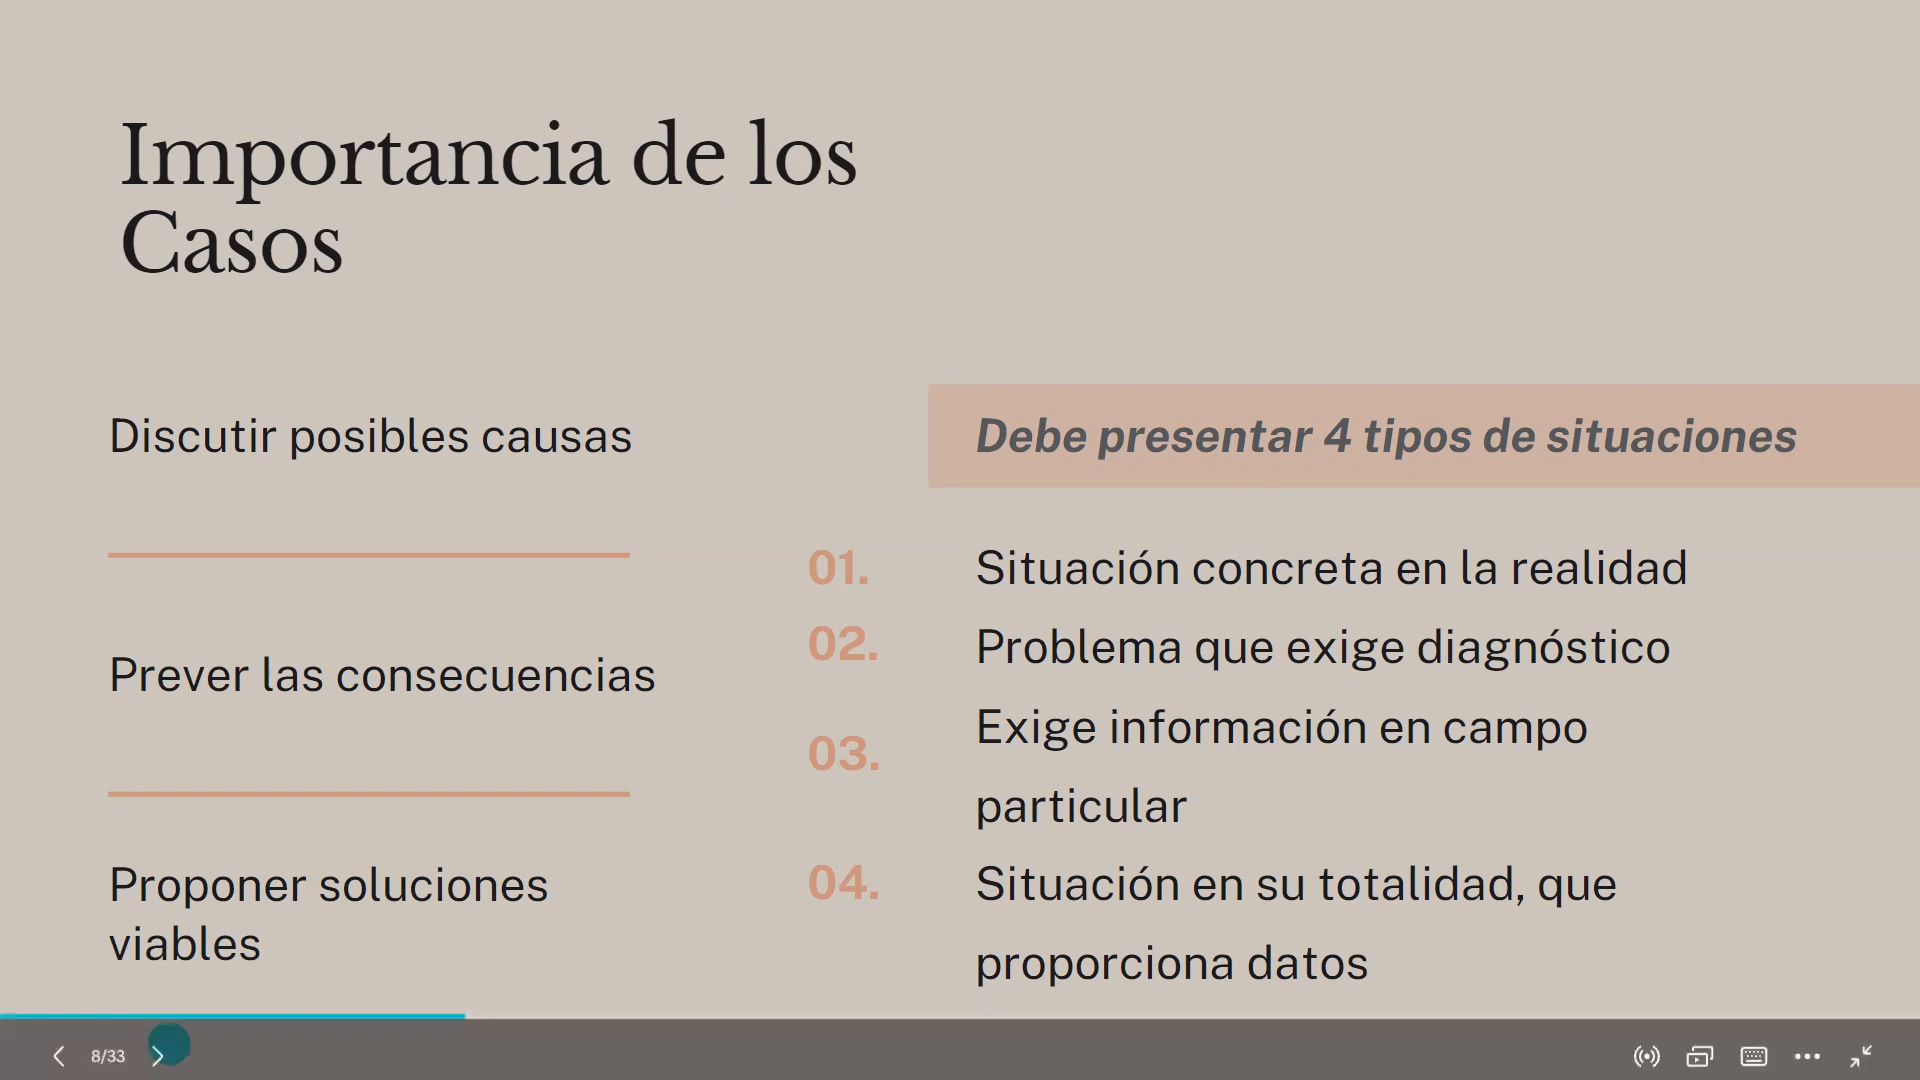 Importancia de los
Casos
Discutir posibles causas
Prever las consecuencias
Proponer soluciones
viables
Debe presentar 4 tipos de situaciones
01. Situación concreta en la realidad
02. Problema que exige diagnóstico
03. Exige información en campo
particular
04. Situación en su totalidad, que
proporciona datos
8/33